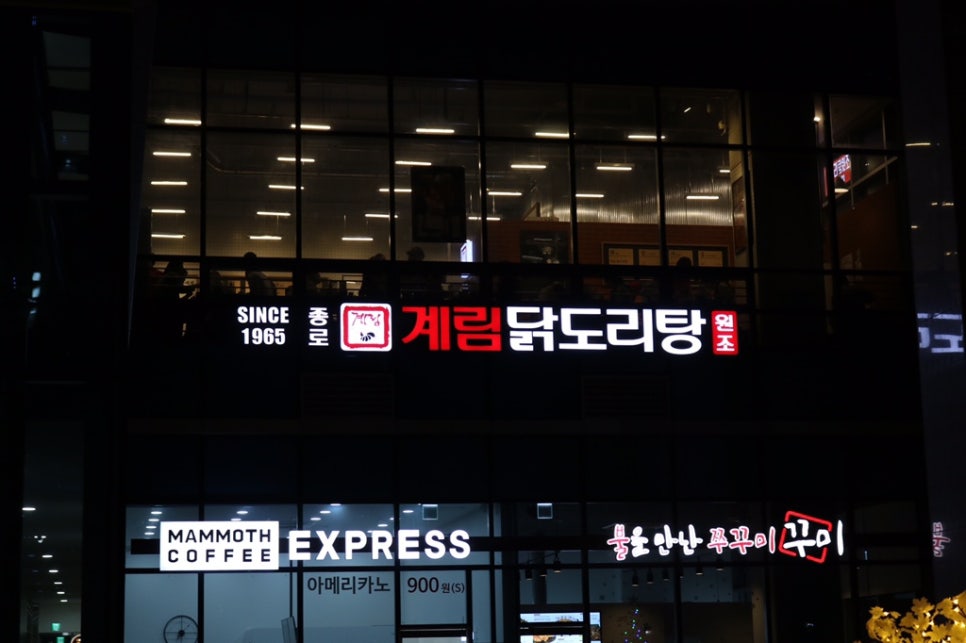 SINCE 1965
종로
계림
계림닭도리탕
원조
MAMMOTH COFFEE
EXPRESS
불을 만난 쭈꾸미
꾸미
아메리카노 900원(S)